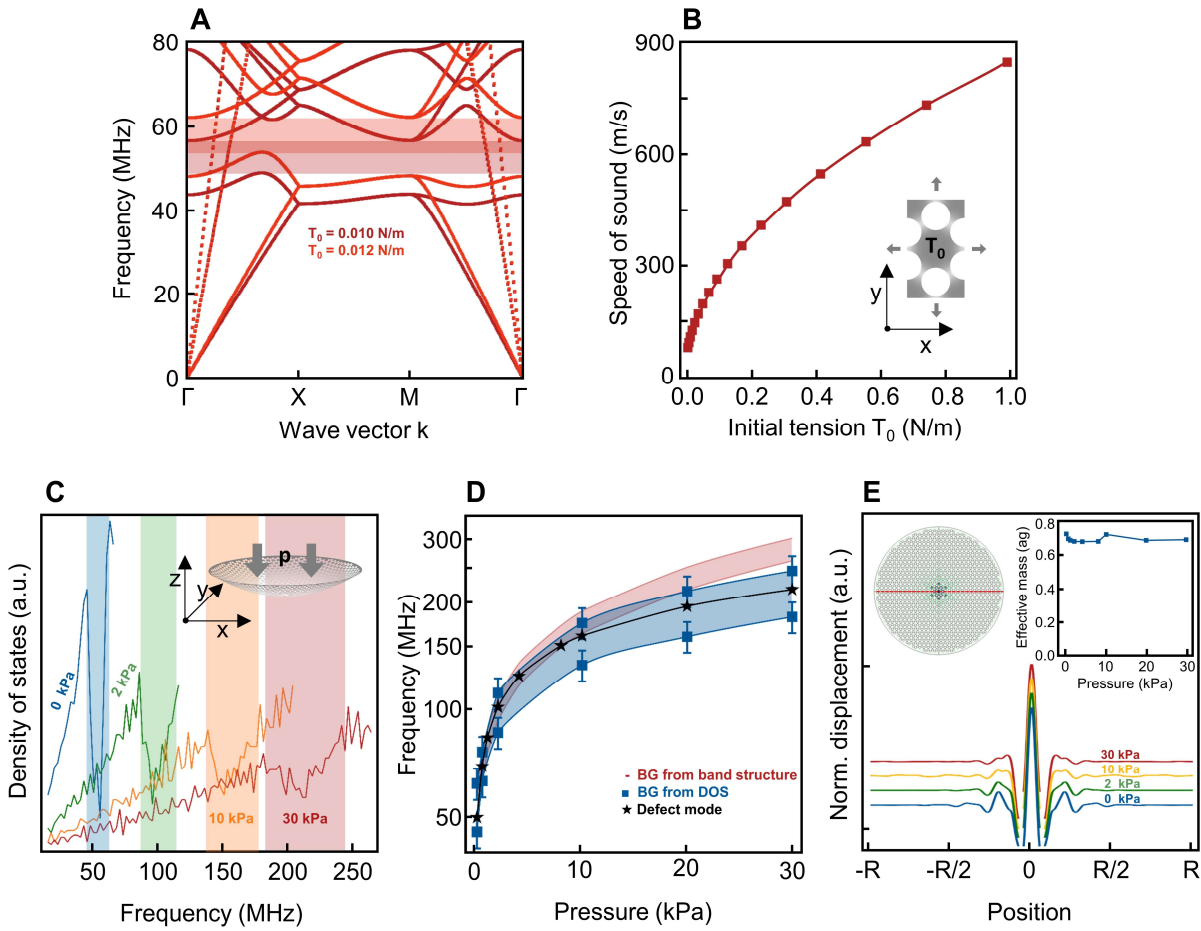 A
80
60
40
20
0
Frequency (MHz)
T₀ = 0.010 N/m
T₀ = 0.012 N/m
Γ X M Γ
Wave vector k
B
900
600
300
0
Speed of sound (m/s)
T₀
y
x
0.0 0.2 0.4 0.6 0.8 1.0
Initial tension T₀ (N/m)
C
Density of states (a.u.)
p
z
y
x
0 kPa
2 kPa
10 kPa
30 kPa
50 100 150 200 250
Frequency (MHz)
D
300
200
150
100
50
Frequency (MHz)
- BG from band structure
BG from DOS
Defect mode
0 10 20 30
Pressure (kPa)
E
Norm. displacement (a.u.)
0.8
0.6
0.4
0.2
0.0
Effective mass (ag)
0 10 20 30
Pressure (kPa)
30 kPa
10 kPa
2 kPa
0 kPa
-R -R/2 0 R/2 R
Position